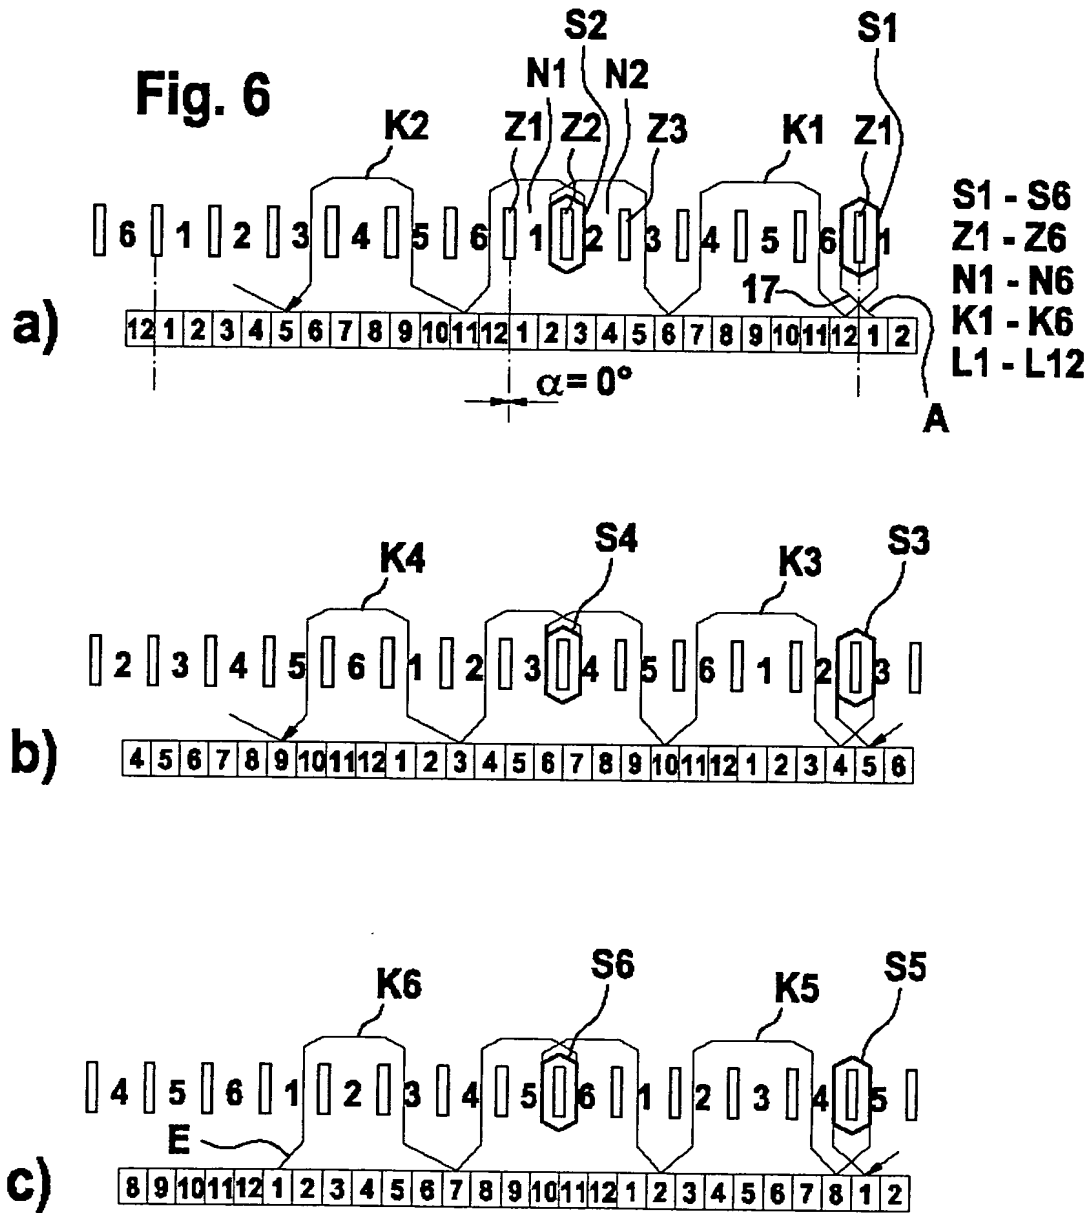 Fig. 6
S2 S1
N1 N2
K2 Z1 Z2 Z3 K1 Z1
6 1 2 3 4 5 6 1 2 3 4 5 6 1
S1 - S6
Z1 - Z6
N1 - N6
K1 - K6
L1 - L12
17
a)
12 1 2 3 4 5 6 7 8 9 10 11 12 1 2 3 4 5 6 7 8 9 10 11 12 1 2
α = 0°
A
S4 S3
K4 K3
2 3 4 5 6 1 2 3 4 5 6 1 2 3
b)
4 5 6 7 8 9 10 11 12 1 2 3 4 5 6 7 8 9 10 11 12 1 2 3 4 5 6
S6 S5
K6 K5
4 5 6 1 2 3 4 5 6 1 2 3 4 5
E
c)
8 9 10 11 12 1 2 3 4 5 6 7 8 9 10 11 12 1 2 3 4 5 6 7 8 1 2